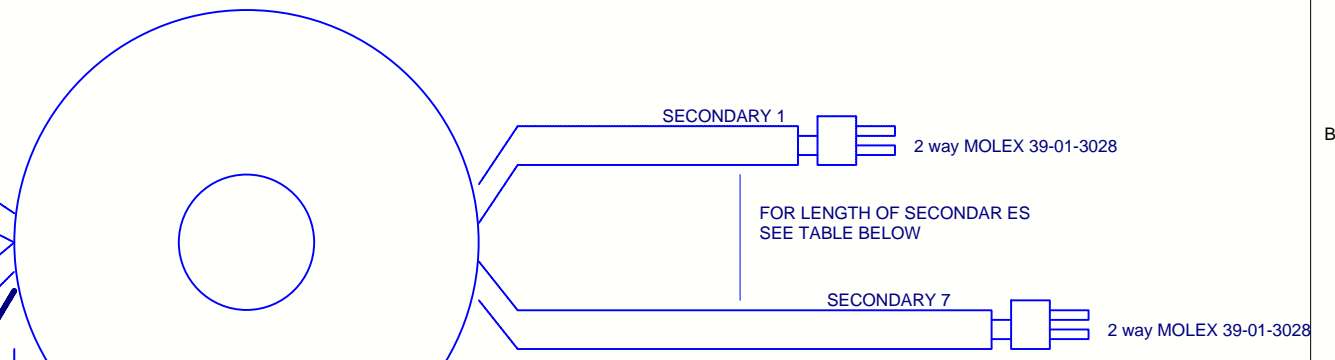 SECONDARY 1
2 way MOLEX 39-01-3028
B
FOR LENGTH OF SECONDAR ES
SEE TABLE BELOW
SECONDARY 7
2 way MOLEX 39-01-3028